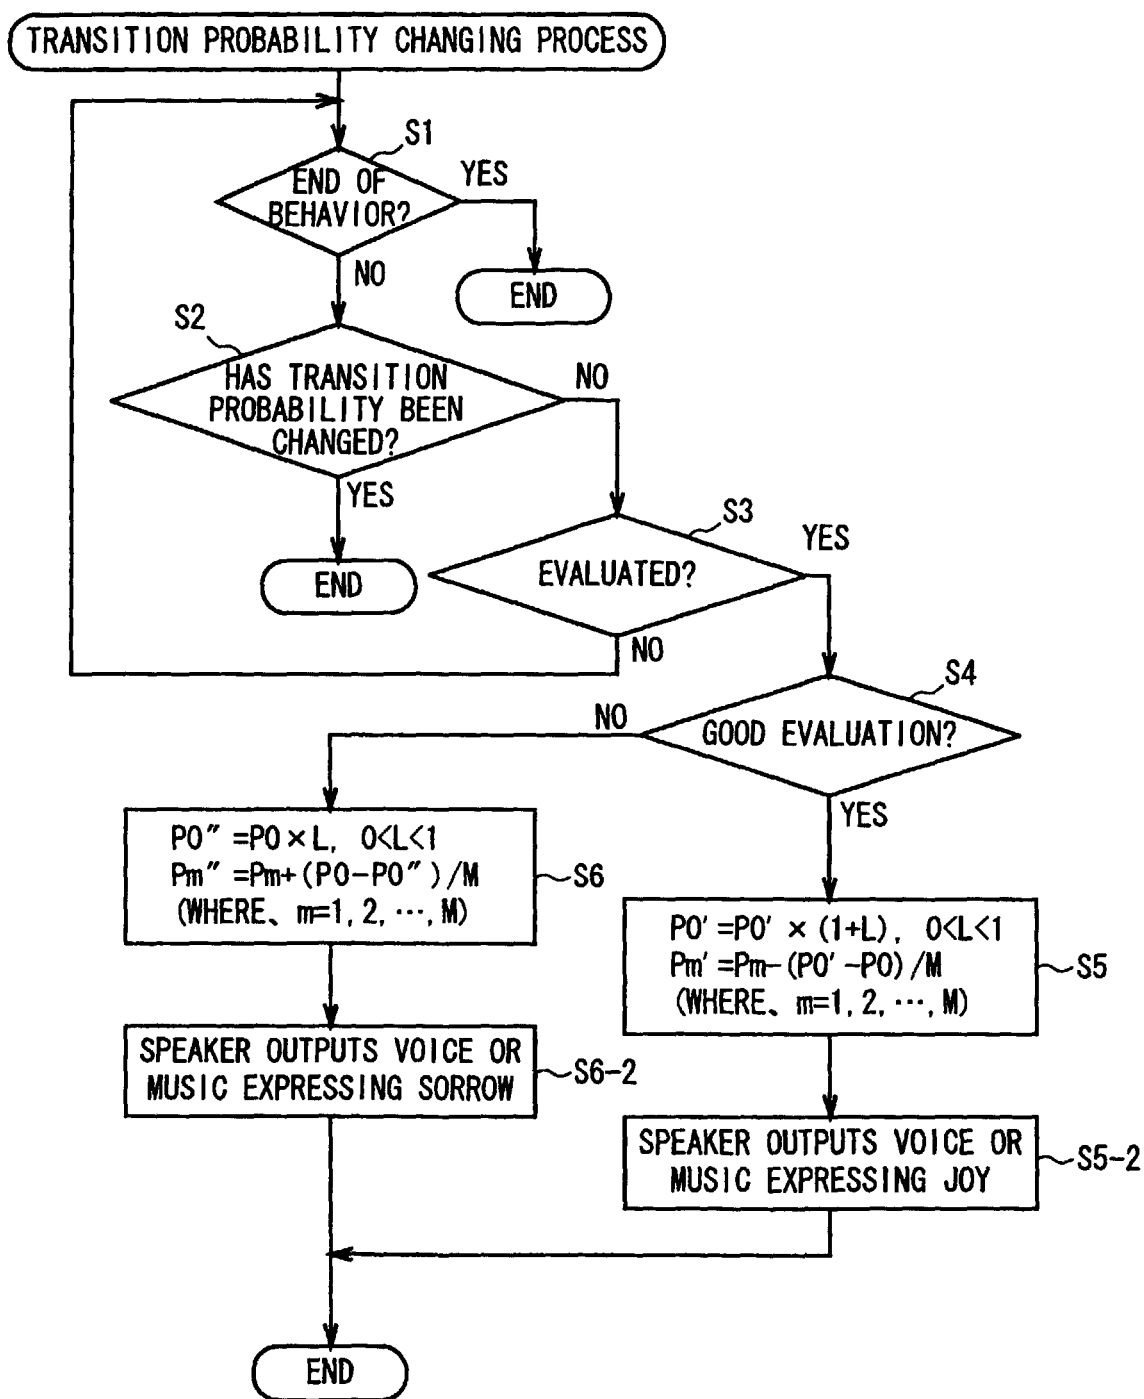 TRANSITION PROBABILITY CHANGING PROCESS
S1
END OF
BEHAVIOR?
YES
END
NO
S2
HAS TRANSITION
PROBABILITY BEEN
CHANGED?
NO
YES
END
S3
EVALUATED?
YES
NO
S4
GOOD EVALUATION?
NO
YES
P0″ =P0×L, 0<L<1
Pm″ =Pm+(P0-P0″)/M
(WHERE、m=1, 2, ⋯, M)
S6
P0′ =P0′ × (1+L), 0<L<1
Pm′ =Pm-(P0′ -P0)/M
(WHERE、m=1, 2, ⋯, M)
S5
SPEAKER OUTPUTS VOICE OR
MUSIC EXPRESSING SORROW
S6-2
SPEAKER OUTPUTS VOICE OR
MUSIC EXPRESSING JOY
S5-2
END